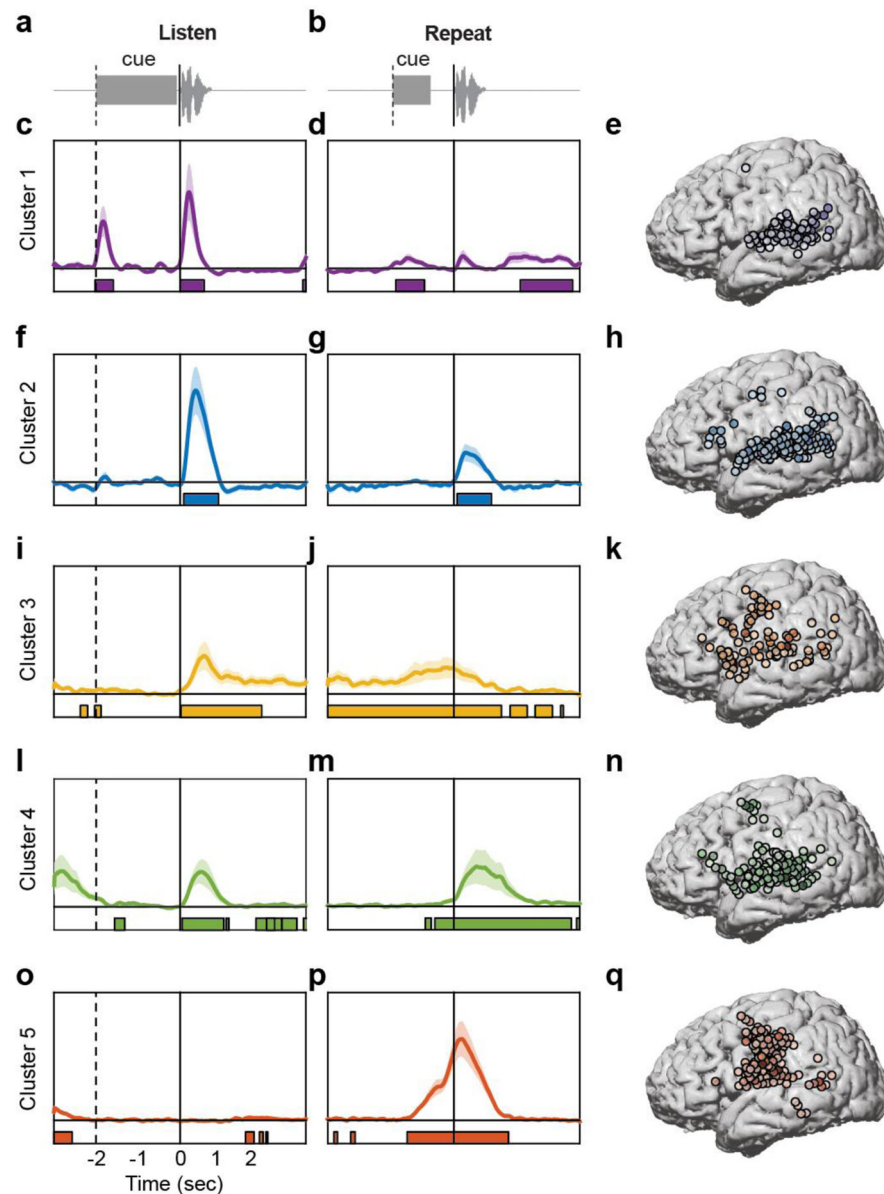 a b
Listen Repeat
cue cue
c d e
Cluster 1
f g h
Cluster 2
i j k
Cluster 3
l m n
Cluster 4
o p q
Cluster 5
-2 -1 0 1 2
Time (sec)